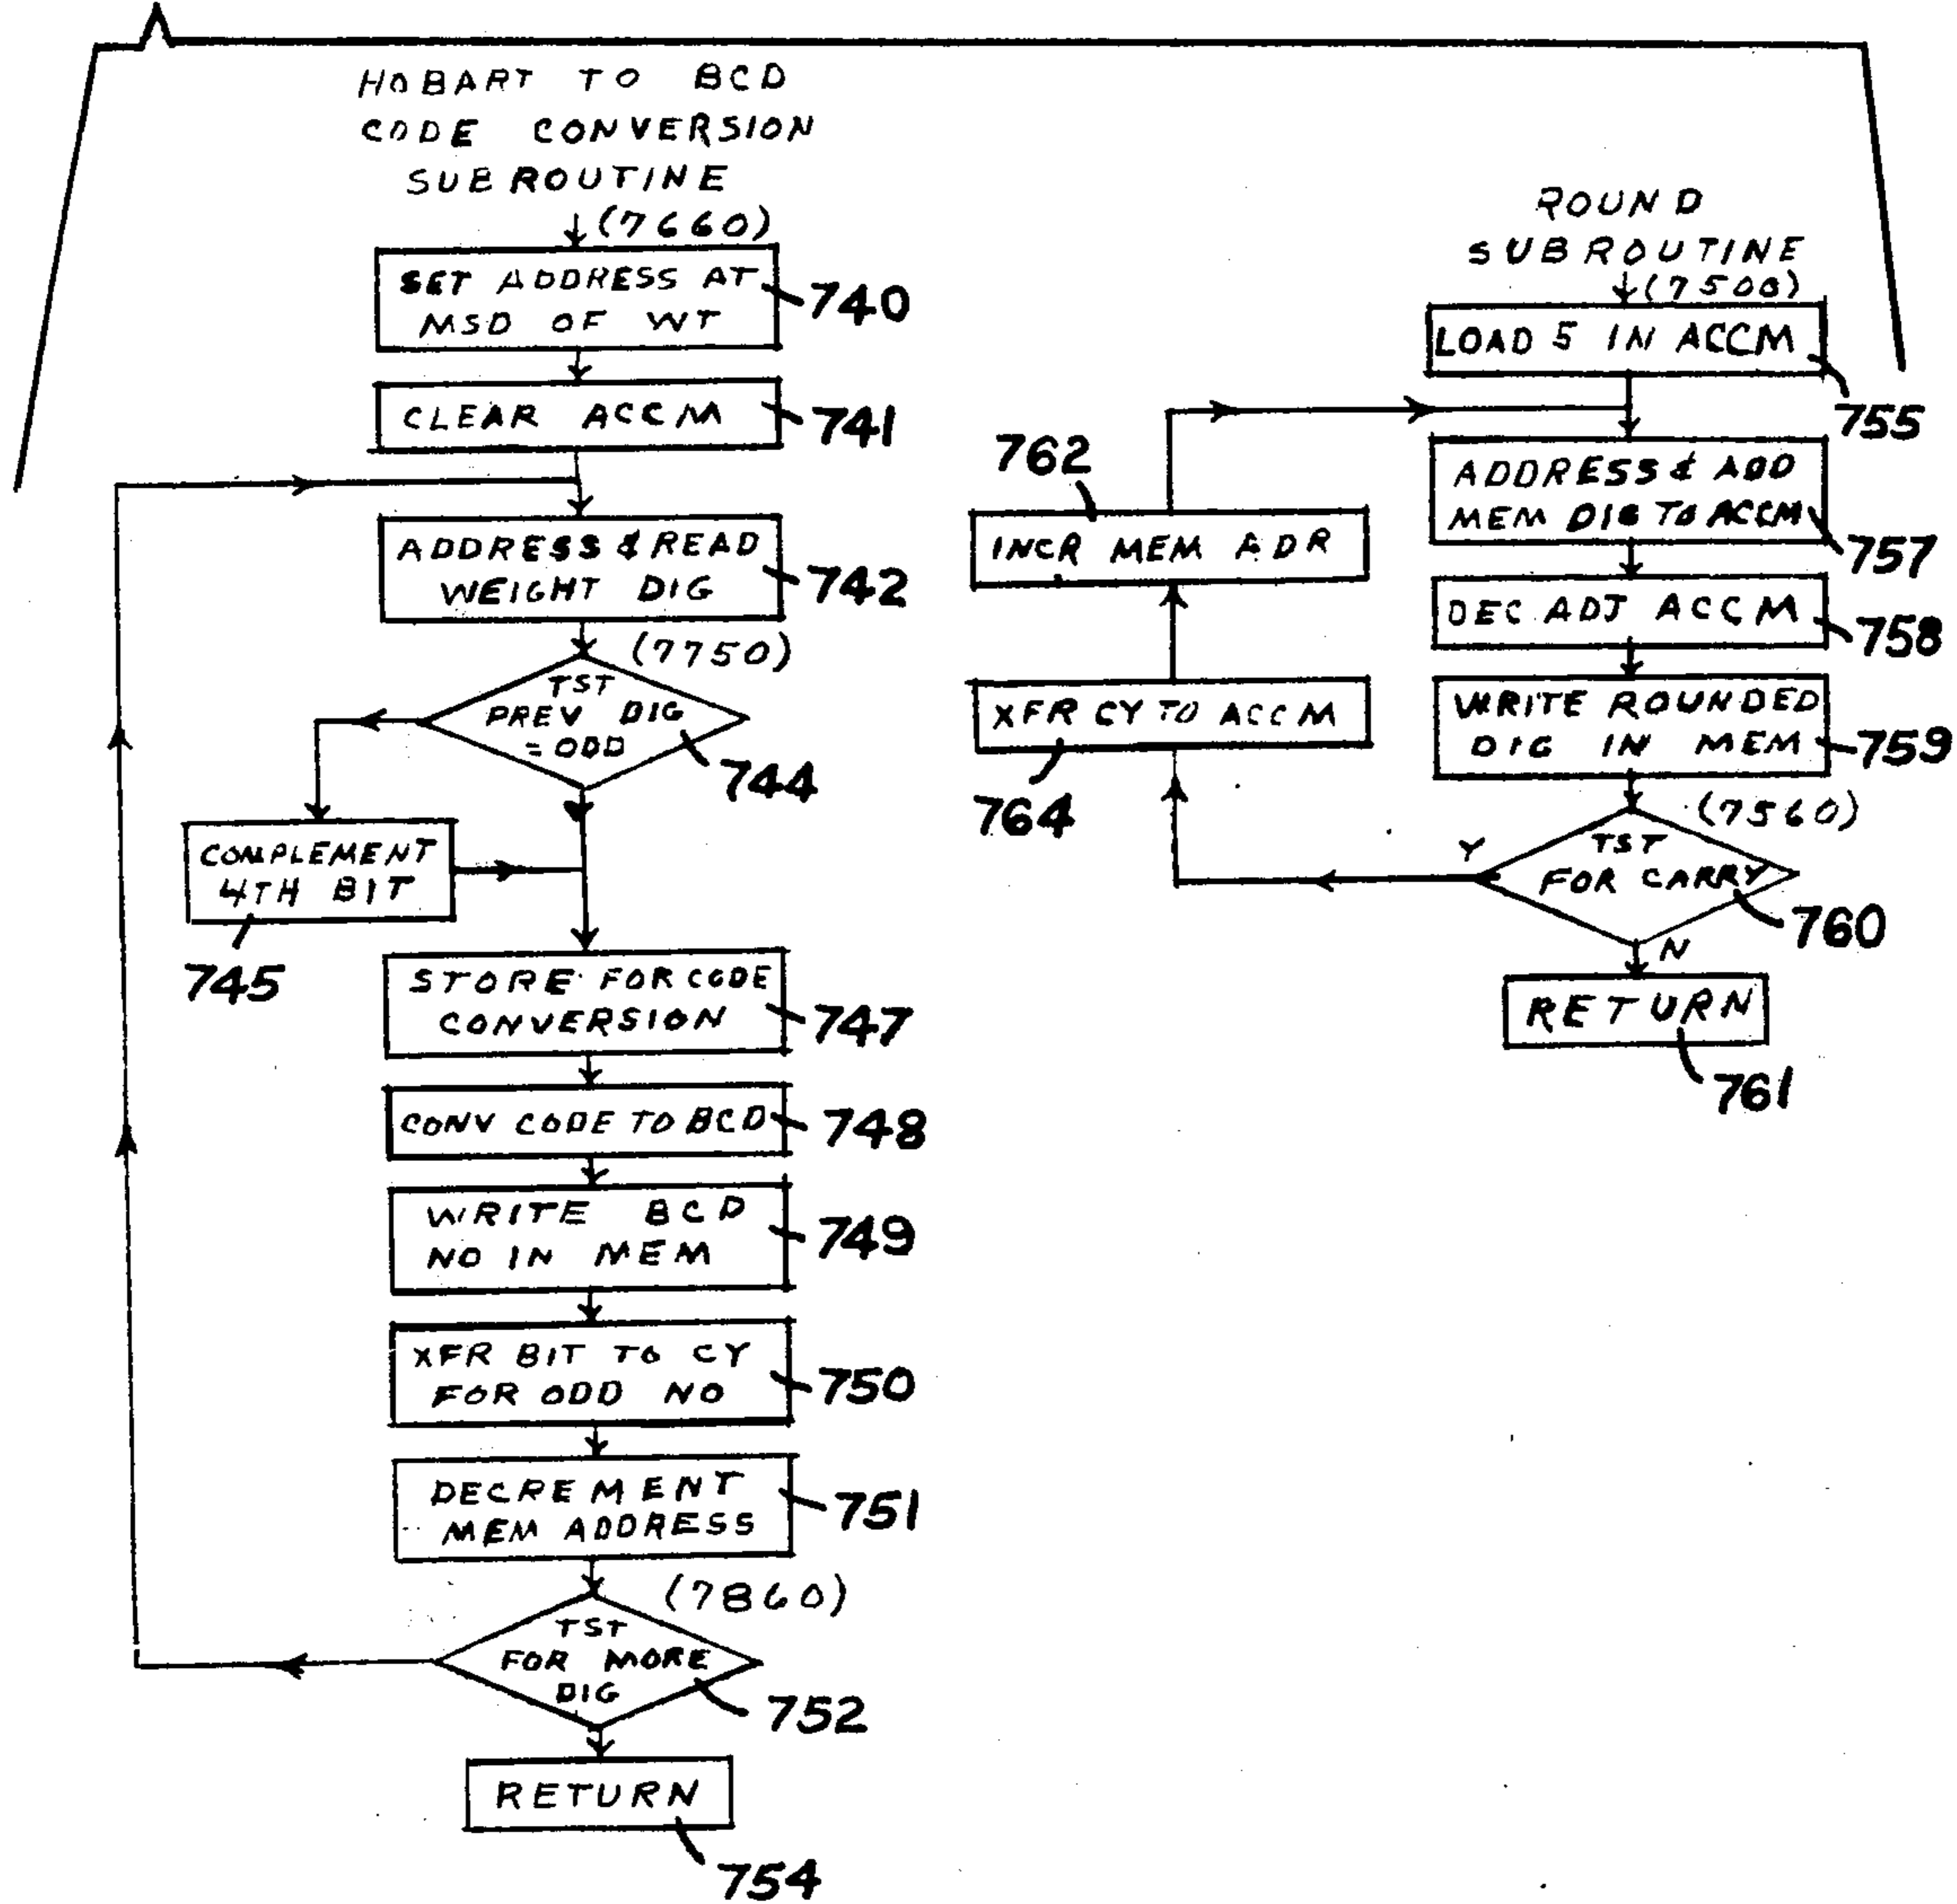 HOBART TO BCD
CODE CONVERSION
SUBROUTINE
(7660)
SET ADDRESS AT
MSD OF WT
740
CLEAR ACCM
741
ADDRESS & READ
WEIGHT DIG
742
(7750)
TST
PREV DIG
= ODD
744
COMPLEMENT
4TH BIT
745
STORE FOR CODE
CONVERSION
747
CONV CODE TO BCD
748
WRITE BCD
NO IN MEM
749
XFR BIT TO CY
FOR ODD NO
750
DECREMENT
MEM ADDRESS
751
(7860)
TST
FOR MORE
DIG
752
RETURN
754
ROUND
SUBROUTINE
(7500)
LOAD 5 IN ACCM
755
ADDRESS & ADD
MEM DIG TO ACCM
757
DEC ADJ ACCM
758
WRITE ROUNDED
DIG IN MEM
759
(7560)
TST
FOR CARRY
760
Y
N
RETURN
761
762
INCR MEM ADR
XFR CY TO ACCM
764